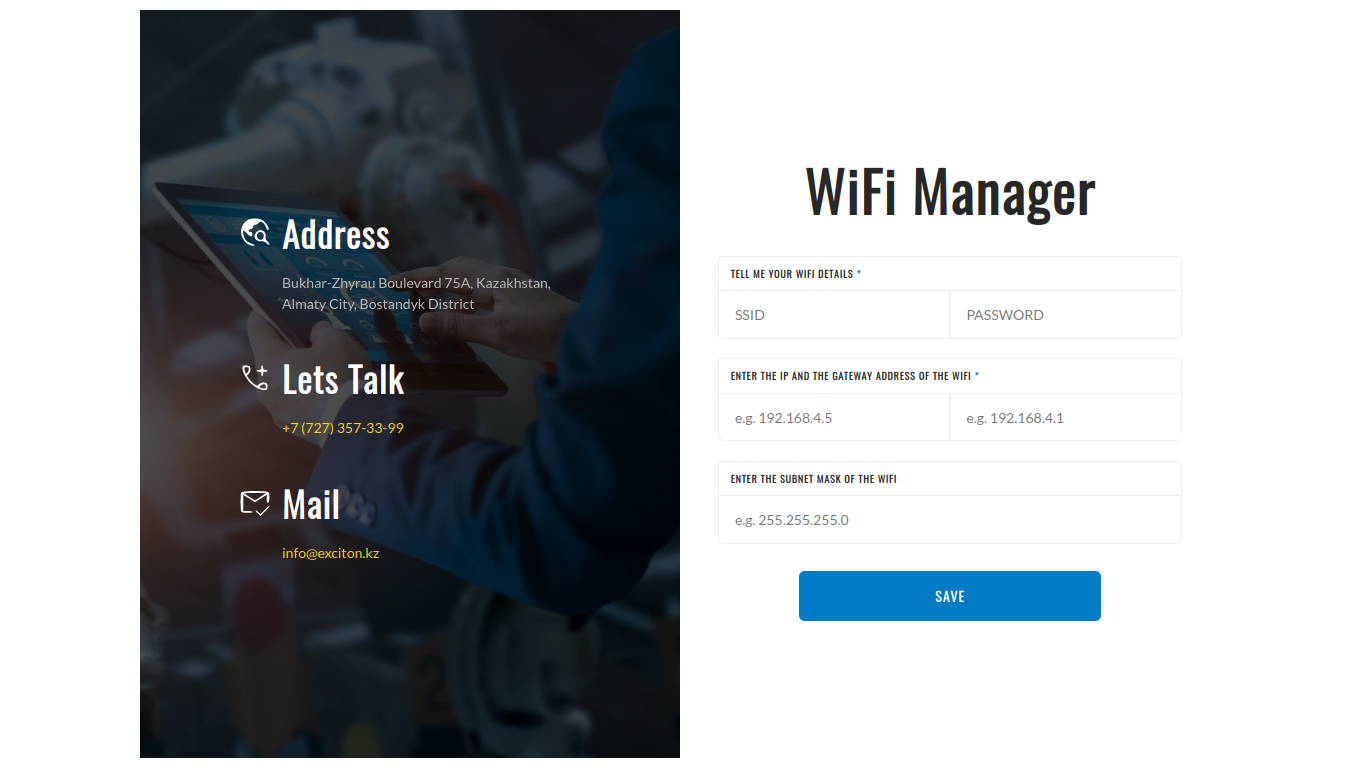 Address
Bukhar-Zhyrau Boulevard 75A, Kazakhstan,
Almaty City, Bostandyk District
Lets Talk
+7 (727) 357-33-99
Mail
info@exciton.kz
WiFi Manager
TELL ME YOUR WIFI DETAILS *
SSID PASSWORD
ENTER THE IP AND THE GATEWAY ADDRESS OF THE WIFI *
e.g. 192.168.4.5 e.g. 192.168.4.1
ENTER THE SUBNET MASK OF THE WIFI
e.g. 255.255.255.0
SAVE